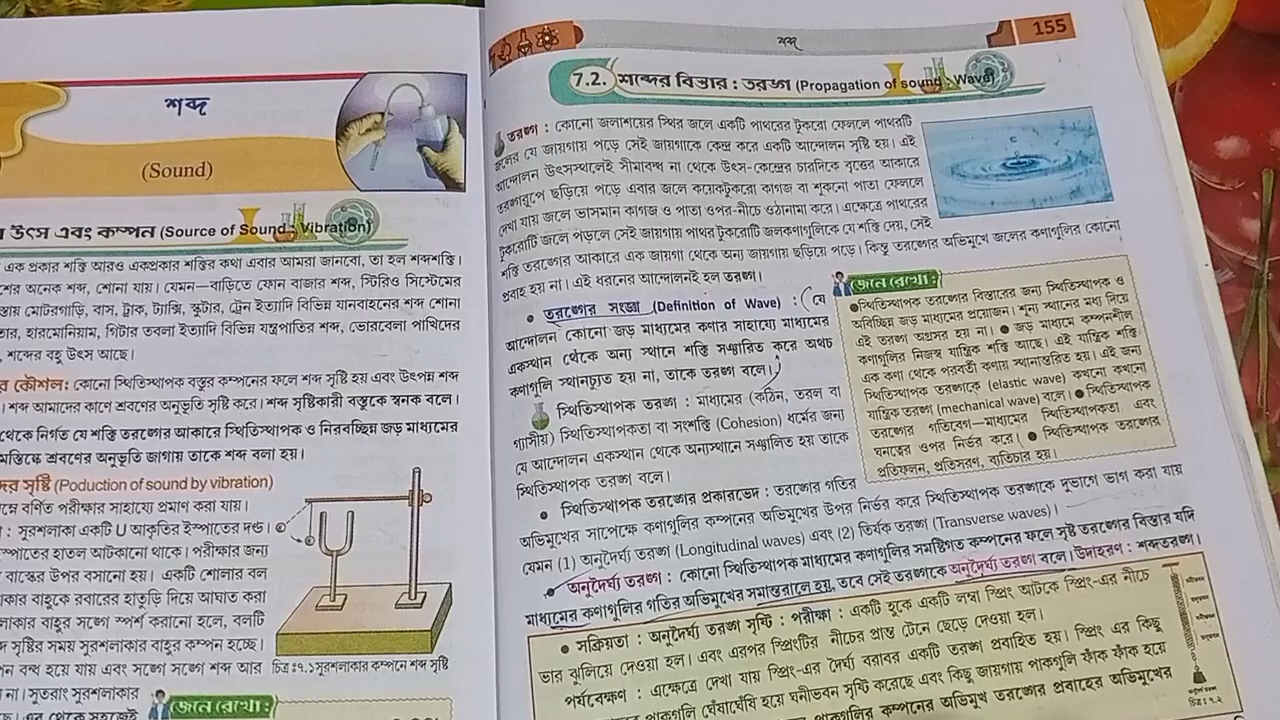 শব্দ
(Sound)
উৎস এবং কম্পন (Source of Sound : Vibration)
এক প্রকার শক্তি আরও একপ্রকার শক্তির কথা এবার আমরা জানবো, তা হল শব্দশক্তি।
শের অনেক শব্দ, শোনা যায়। যেমন—বাড়িতে ফোন বাজার শব্দ, স্টিরিও সিস্টেমের
স্তায় মোটরগাড়ি, বাস, ট্রাক, ট্যাক্সি, স্কুটার, ট্রেন ইত্যাদি বিভিন্ন যানবাহনের শব্দ শোনা
তার, হারমোনিয়াম, গিটার তবলা ইত্যাদি বিভিন্ন যন্ত্রপাতির শব্দ, ভোরবেলা পাখিদের
, শব্দের বহু উৎস আছে।
র কৌশল: কোনো স্থিতিস্থাপক বস্তুর কম্পনের ফলে শব্দ সৃষ্টি হয় এবং উৎপন্ন শব্দ
। শব্দ আমাদের কাণে শ্রবণের অনুভূতি সৃষ্টি করে। শব্দ সৃষ্টিকারী বস্তুকে স্বনক বলে।
থেকে নির্গত যে শক্তি তরঙ্গের আকারে স্থিতিস্থাপক ও নিরবচ্ছিন্ন জড় মাধ্যমের
মস্তিষ্কে শ্রবণের অনুভূতি জাগায় তাকে শব্দ বলা হয়।
দের সৃষ্টি (Poduction of sound by vibration)
ম্নে বর্ণিত পরীক্ষার সাহায্যে প্রমাণ করা যায়।
: সুরশলাকা একটি U আকৃতির ইস্পাতের দণ্ড।
স্পাতের হাতল আটকানো থাকে। পরীক্ষার জন্য
বাক্সের উপর বসানো হয়। একটি শোলার বল
াকার বাহুকে রবারের হাতুড়ি দিয়ে আঘাত করা
লাকার বাহুর সঙ্গে স্পর্শ করানো হলে, বলটি
ব্দ সৃষ্টির সময় সুরশলাকার বাহুর কম্পন হচ্ছে।
পন বন্ধ হয়ে যায় এবং সঙ্গে সঙ্গে শব্দ আর
চিত্র ঃ৭.১ সুরশলাকার কম্পনে শব্দ সৃষ্টি
না। সুতরাং সুরশলাকার
জেনে রেখো :
শব্দ
155
7.2. শব্দের বিস্তার : তরঙ্গ (Propagation of sound : Wave)
তরঙ্গ : কোনো জলাশয়ের স্থির জলে একটি পাথরের টুকরো ফেললে পাথরটি
জলের যে জায়গায় পড়ে সেই জায়গাকে কেন্দ্র করে একটি আন্দোলন সৃষ্টি হয়। এই
আন্দোলন উৎসস্থলেই সীমাবদ্ধ না থেকে উৎস-কেন্দ্রের চারদিকে বৃত্তের আকারে
তরঙ্গরূপে ছড়িয়ে পড়ে এবার জলে কয়েকটুকরো কাগজ বা শুকনো পাতা ফেললে
দেখা যায় জলে ভাসমান কাগজ ও পাতা ওপর-নীচে ওঠানামা করে। এক্ষেত্রে পাথরের
টুকরোটি জলে পড়লে সেই জায়গায় পাথর টুকরোটি জলকণাগুলিকে যে শক্তি দেয়, সেই
শক্তি তরঙ্গের আকারে এক জায়গা থেকে অন্য জায়গায় ছড়িয়ে পড়ে। কিন্তু তরঙ্গের অভিমুখে জলের কণাগুলির কোনো
প্রবাহ হয় না। এই ধরনের আন্দোলনই হল তরঙ্গ।
• তরঙ্গের সংজ্ঞা (Definition of Wave) : (যে
আন্দোলন কোনো জড় মাধ্যমের কণার সাহায্যে মাধ্যমের
একস্থান থেকে অন্য স্থানে শক্তি সঞ্চারিত করে অথচ
কণাগুলি স্থানচ্যুত হয় না, তাকে তরঙ্গ বলে।)
স্থিতিস্থাপক তরঙ্গ : মাধ্যমের (কঠিন, তরল বা
গ্যাসীয়) স্থিতিস্থাপকতা বা সংশক্তি (Cohesion) ধর্মের জন্য
যে আন্দোলন একস্থান থেকে অন্যস্থানে সঞ্চালিত হয় তাকে
স্থিতিস্থাপক তরঙ্গ বলে।
জেনে রেখো :
●স্থিতিস্থাপক তরঙ্গের বিস্তারের জন্য স্থিতিস্থাপক ও
অবিচ্ছিন্ন জড় মাধ্যমের প্রয়োজন। শূন্য স্থানের মধ্য দিয়ে
এই তরঙ্গ অগ্রসর হয় না। ● জড় মাধ্যমে কম্পনশীল
কণাগুলির নিজস্ব যান্ত্রিক শক্তি আছে। এই যান্ত্রিক শক্তি
এক কণা থেকে পরবর্তী কণায় স্থানান্তরিত হয়। এই জন্য
স্থিতিস্থাপক তরঙ্গকে (elastic wave) কখনো কখনো
যান্ত্রিক তরঙ্গ (mechanical wave) বলে। ● স্থিতিস্থাপক
তরঙ্গের গতিবেগ—মাধ্যমের স্থিতিস্থাপকতা এবং
ঘনত্বের ওপর নির্ভর করে। ● স্থিতিস্থাপক তরঙ্গের
প্রতিফলন, প্রতিসরণ, ব্যতিচার হয়।
• স্থিতিস্থাপক তরঙ্গের প্রকারভেদ : তরঙ্গের গতির
অভিমুখের সাপেক্ষে কণাগুলির কম্পনের অভিমুখের উপর নির্ভর করে স্থিতিস্থাপক তরঙ্গকে দুভাগে ভাগ করা যায়
যেমন (1) অনুদৈর্ঘ্য তরঙ্গ (Longitudinal waves) এবং (2) তির্যক তরঙ্গ (Transverse waves)।
• অনুদৈর্ঘ্য তরঙ্গ : কোনো স্থিতিস্থাপক মাধ্যমের কণাগুলির সমষ্টিগত কম্পনের ফলে সৃষ্ট তরঙ্গের বিস্তার যদি
মাধ্যমের কণাগুলির গতির অভিমুখের সমান্তরালে হয়, তবে সেই তরঙ্গকে অনুদৈর্ঘ্য তরঙ্গ বলে। উদাহরণ : শব্দতরঙ্গ।
• সক্রিয়তা : অনুদৈর্ঘ্য তরঙ্গ সৃষ্টি : পরীক্ষা : একটি হুকে একটি লম্বা স্প্রিং আটকে স্প্রিং-এর নীচে
ভার ঝুলিয়ে দেওয়া হল। এবং এরপর স্প্রিংটির নীচের প্রান্ত টেনে ছেড়ে দেওয়া হল।
পর্যবেক্ষণ : এক্ষেত্রে দেখা যায় স্প্রিং-এর দৈর্ঘ্য বরাবর একটি তরঙ্গ প্রবাহিত হয়। স্প্রিং এর কিছু
পাকগুলি ঘেঁষাঘেঁষি হয়ে ঘনীভবন সৃষ্টি করেছে এবং কিছু জায়গায় পাকগুলি ফাঁক ফাঁক হয়ে
পাকগুলির কম্পনের অভিমুখ তরঙ্গের প্রবাহের অভিমুখের
চিত্র ঃ ৭.২